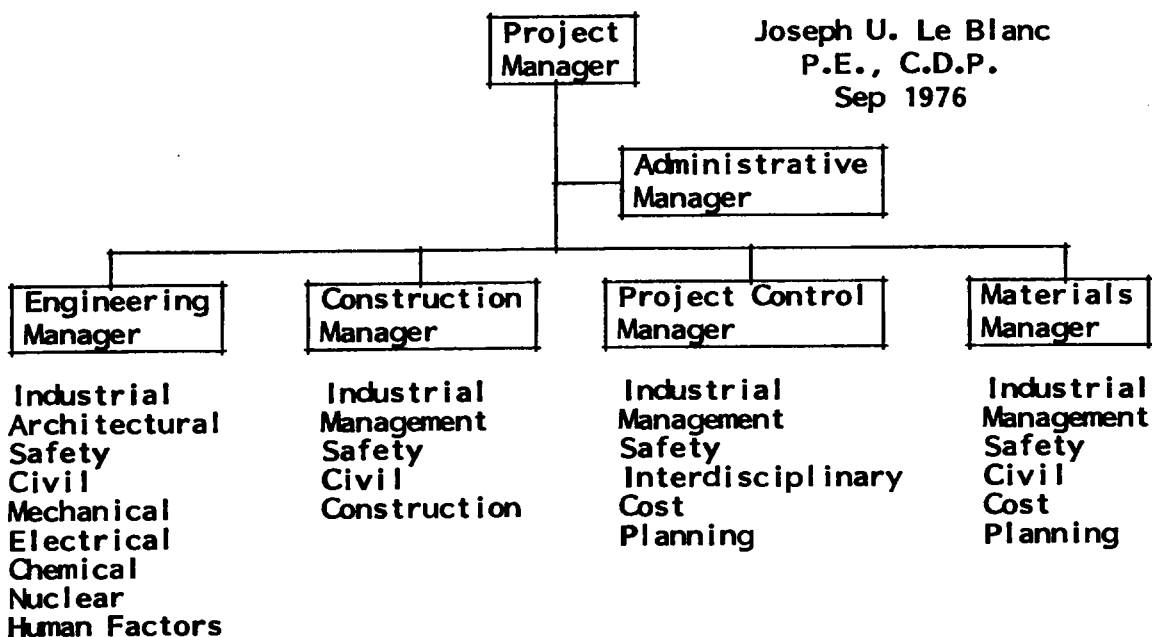 Project
Manager
Joseph U. Le Blanc
P.E., C.D.P.
Sep 1976
Administrative
Manager
Engineering
Manager
Construction
Manager
Project Control
Manager
Materials
Manager
Industrial
Architectural
Safety
Civil
Mechanical
Electrical
Chemical
Nuclear
Human Factors
Industrial
Management
Safety
Civil
Construction
Industrial
Management
Safety
Interdisciplinary
Cost
Planning
Industrial
Management
Safety
Civil
Cost
Planning